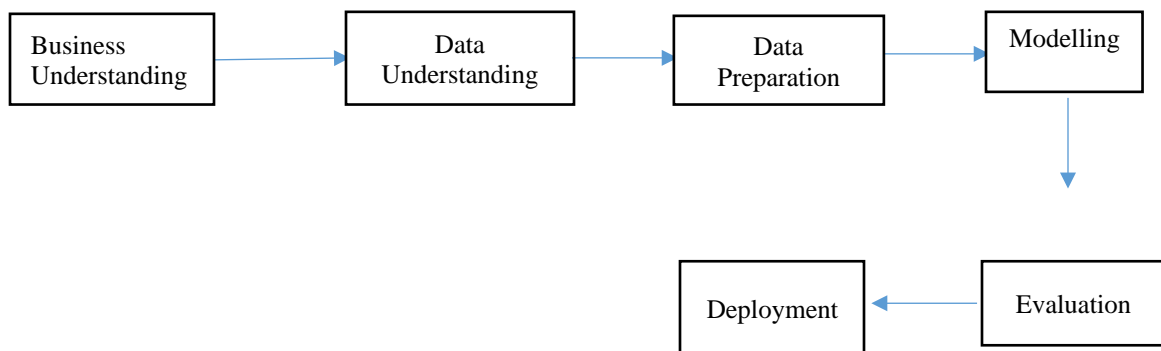 Business
Understanding
Data
Understanding
Data
Preparation
Modelling
Evaluation
Deployment